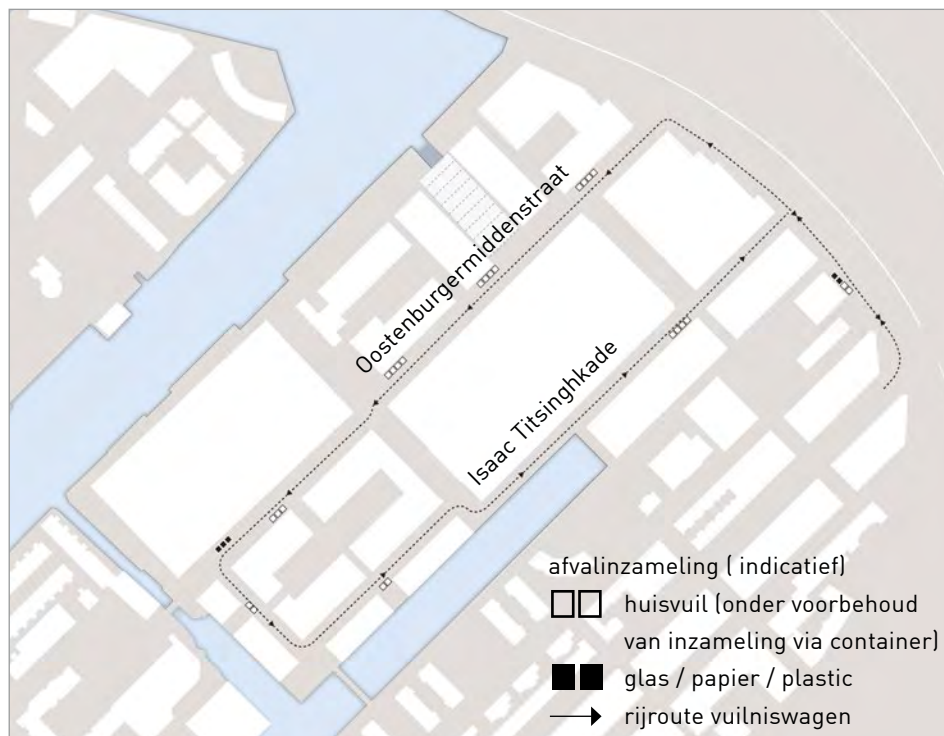 Oostenburgermiddenstraat
Isaac Titsinghkade
afvalinzameling ( indicatief)
huisvuil (onder voorbehoud
van inzameling via container)
glas / papier / plastic
rijroute vuilniswagen